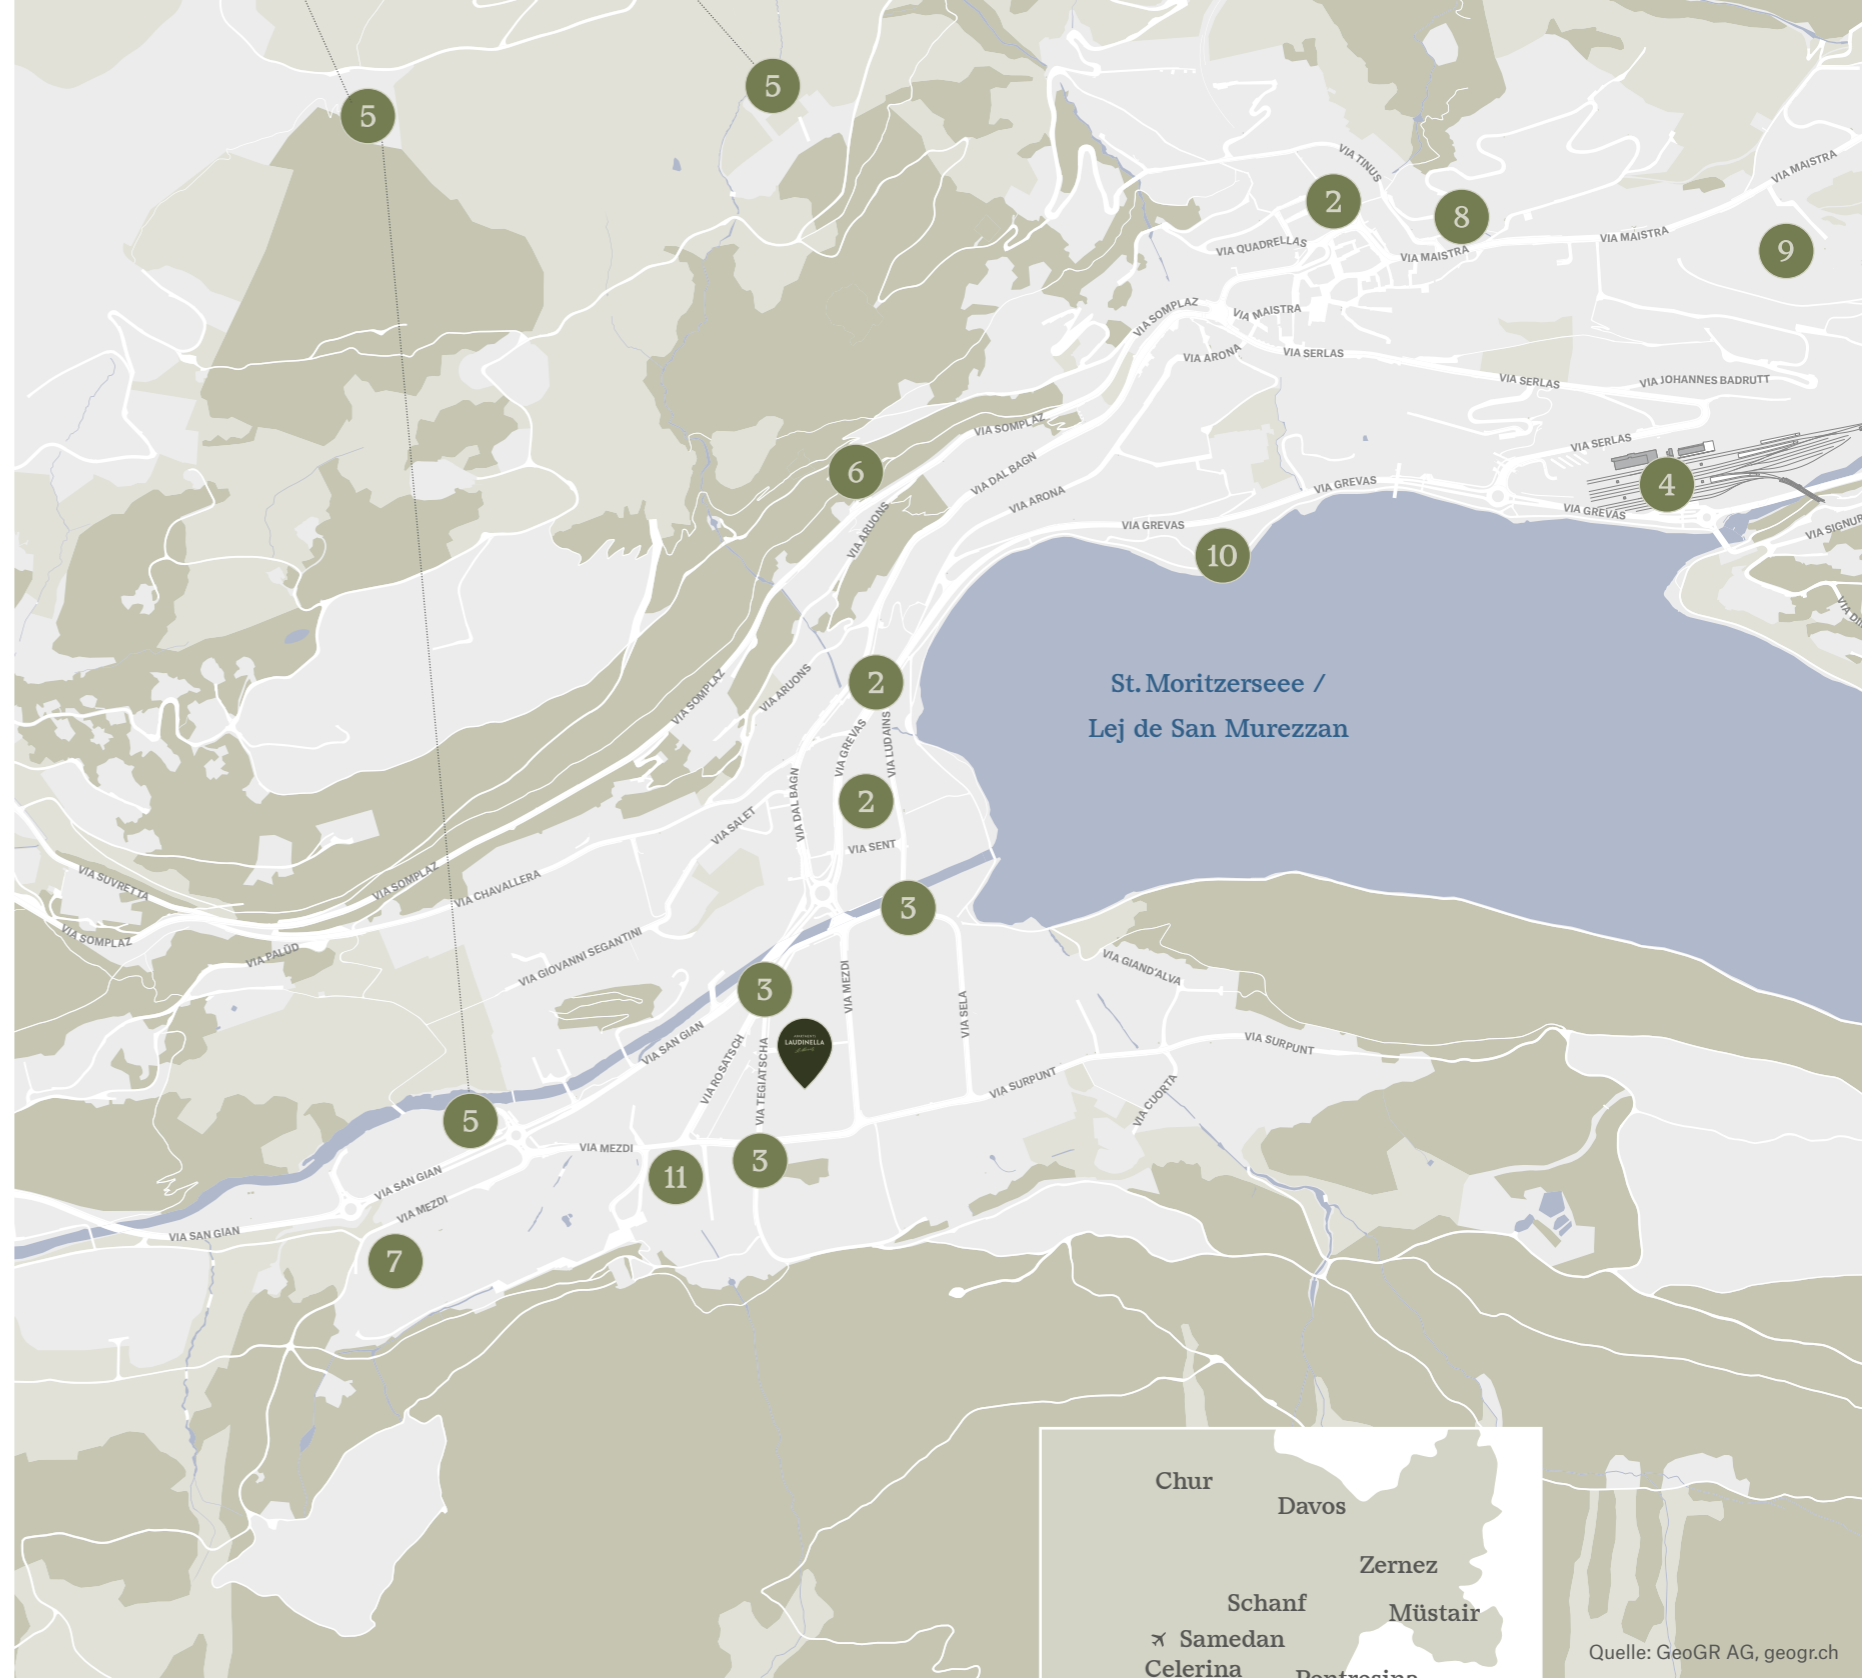 5
5
VIA TINUS
VIA MAISTRA
2
8
9
VIA QUADRELLAS
VIA MAISTRA
VIA MAISTRA
VIA SOMPLAZ
VIA MAISTRA
VIA ARONA
VIA SERLAS
VIA SERLAS
VIA JOHANNES BADRUTT
VIA SOMPLAZ
VIA SERLAS
6
VIA DAL BAGN
VIA ARONA
VIA GREVAS
4
VIA GREVAS
VIA ARUONS
VIA GREVAS
VIA SIGNUR
10
2
VIA SOMPLAZ
VIA ARUONS
St. Moritzerseee /
Lej de San Murezzan
VIA GREVAS
VIA LUDAINS
VIA DAL BAGN
2
VIA SALET
VIA SENT
VIA SUVRETTA
VIA SOMPLAZ
VIA CHAVALLERA
3
VIA SOMPLAZ
VIA PALÜD
VIA GIOVANNI SEGANTINI
VIA GIAND'ALVA
3
VIA MEZDI
VIA SELA
VIA SAN GIAN
LAUDINELLA
VIA ROSATSCH
VIA TEGIATSCHA
VIA SURPUNT
VIA SURPUNT
VIA CUORTA
5
VIA MEZDI
3
11
VIA SAN GIAN
VIA MEZDI
VIA SAN GIAN
7
Chur
Davos
Zernez
Schanf
Müstair
Samedan
Celerina
Pontresina
Quelle: GeoGR AG, geogr.ch